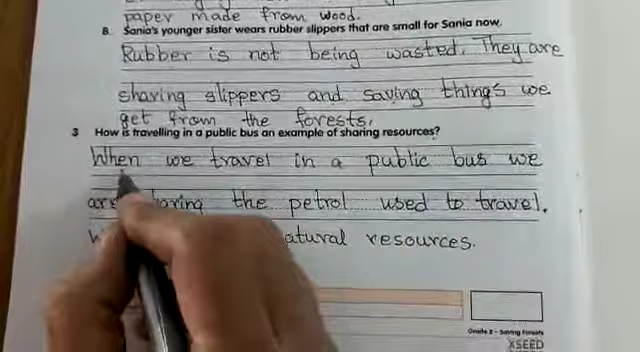 paper made from wood.
B. Sania's younger sister wears rubber slippers that are small for Sania now.
Rubber is not being wasted. They are
sharing slippers and saving things we
get from the forests.
3 How is travelling in a public bus an example of sharing resources?
When we travel in a public bus we
the petrol used to travel.
natural resources.
Grade 2 - Saving Forests
XSEED